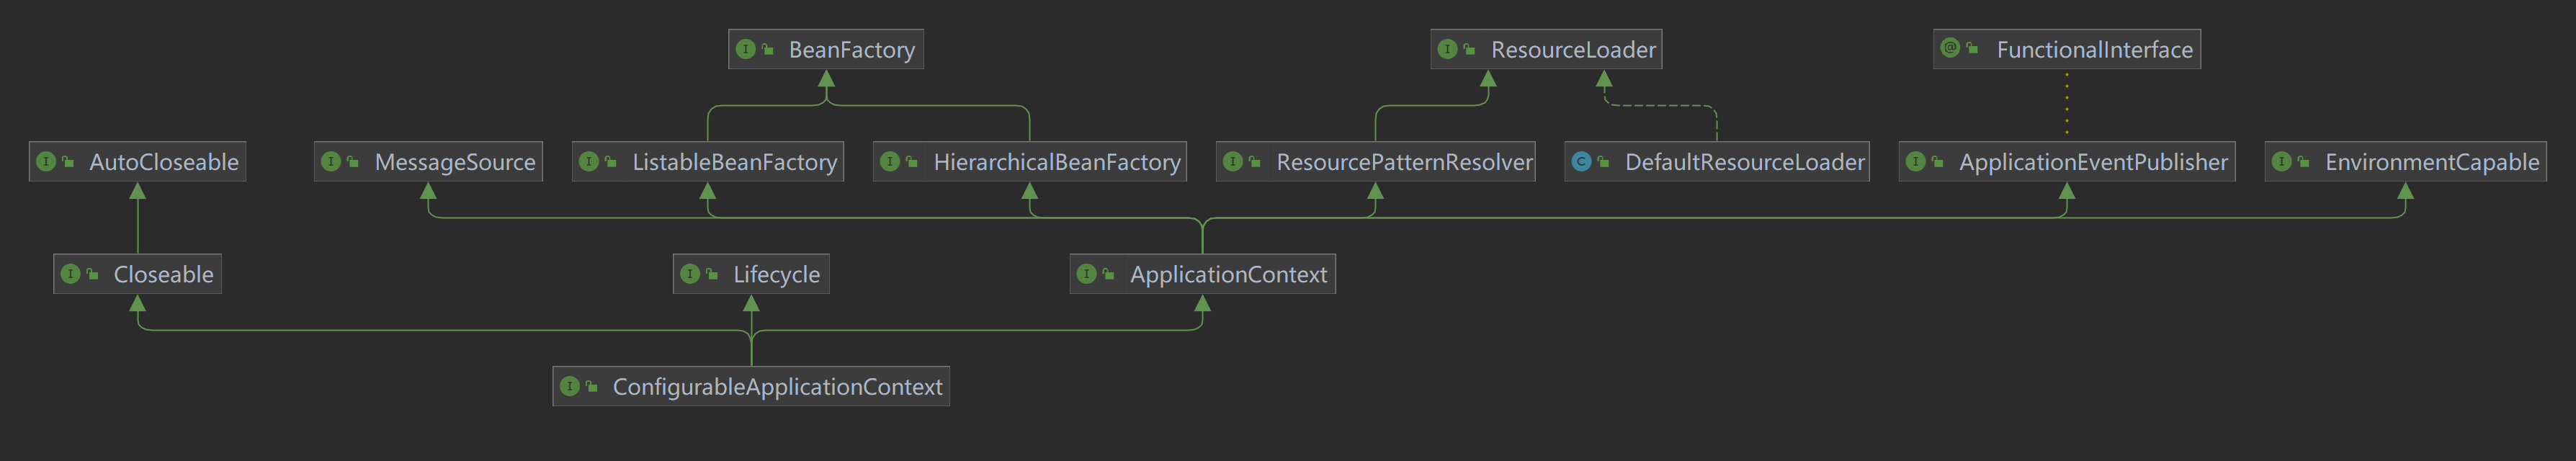 BeanFactory
ResourceLoader
FunctionalInterface
AutoCloseable
MessageSource
ListableBeanFactory
HierarchicalBeanFactory
ResourcePatternResolver
DefaultResourceLoader
ApplicationEventPublisher
EnvironmentCapable
Closeable
Lifecycle
ApplicationContext
ConfigurableApplicationContext